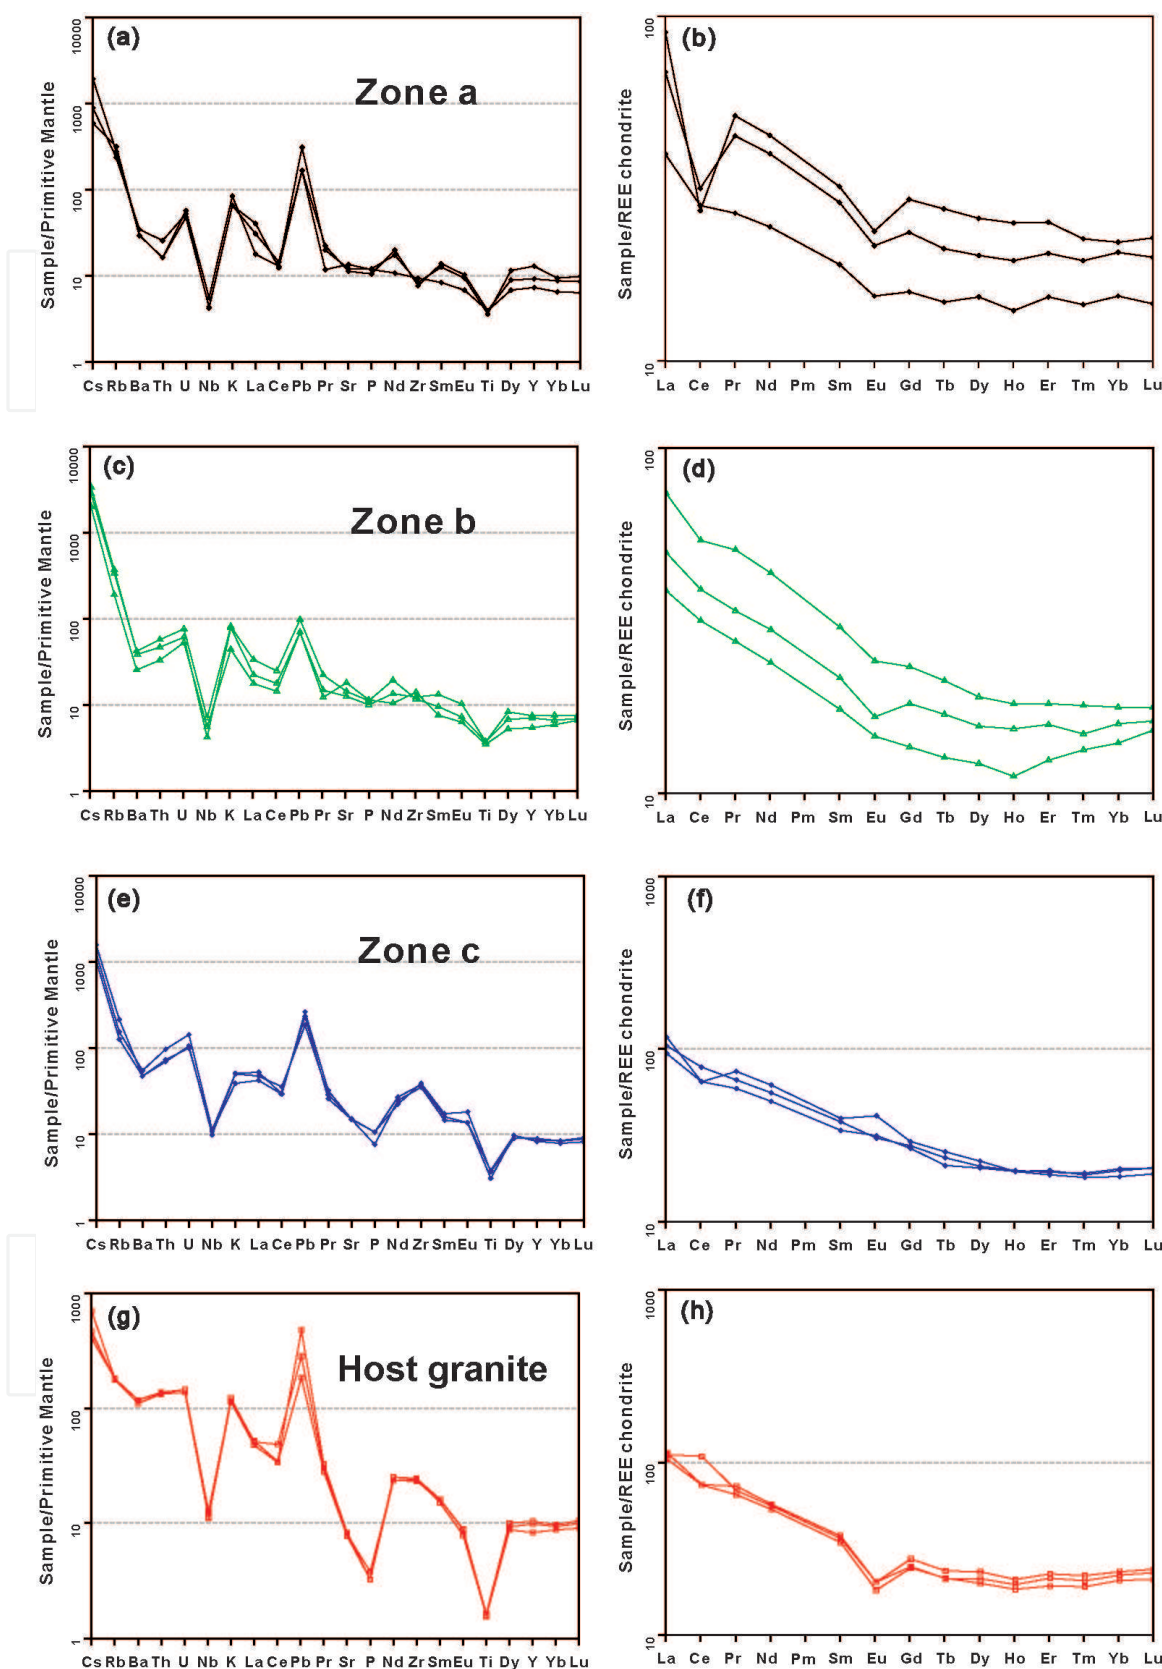 (a)
Zone a
Sample/Primitive Mantle
10000
1000
100
10
1
Cs Rb Ba Th U Nb K La Ce Pb Pr Sr P Nd Zr Sm Eu Ti Dy Y Yb Lu
(b)
Sample/REE chondrite
100
10
La Ce Pr Nd Pm Sm Eu Gd Tb Dy Ho Er Tm Yb Lu
(c)
Zone b
Sample/Primitive Mantle
10000
1000
100
10
1
Cs Rb Ba Th U Nb K La Ce Pb Pr Sr P Nd Zr Sm Eu Ti Dy Y Yb Lu
(d)
Sample/REE chondrite
100
10
La Ce Pr Nd Pm Sm Eu Gd Tb Dy Ho Er Tm Yb Lu
(e)
Zone c
Sample/Primitive Mantle
10000
1000
100
10
1
Cs Rb Ba Th U Nb K La Ce Pb Pr Sr P Nd Zr Sm Eu Ti Dy Y Yb Lu
(f)
Sample/REE chondrite
1000
100
10
La Ce Pr Nd Pm Sm Eu Gd Tb Dy Ho Er Tm Yb Lu
(g)
Host granite
Sample/Primitive Mantle
1000
100
10
1
Cs Rb Ba Th U Nb K La Ce Pb Pr Sr P Nd Zr Sm Eu Ti Dy Y Yb Lu
(h)
Sample/REE chondrite
1000
100
10
La Ce Pr Nd Pm Sm Eu Gd Tb Dy Ho Er Tm Yb Lu